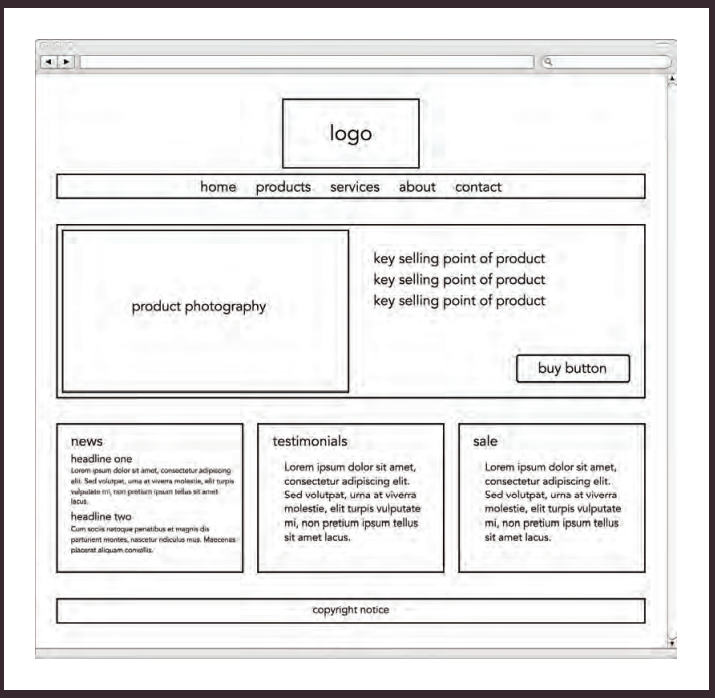 logo
home products services about contact
product photography
key selling point of product
key selling point of product
key selling point of product
buy button
news
headline one
Lorem ipsum dolor sit amet, consectetur adipiscing
elit. Sed volutpat, urna at viverra molestie, elit turpis
vulputate mi, non pretium ipsum tellus sit amet
lacus.
headline two
Cum sociis natoque penatibus et magnis dis
parturient montes, nascetur ridiculus mus. Maecenas
placerat aliquam convallis.
testimonials
Lorem ipsum dolor sit amet,
consectetur adipiscing elit.
Sed volutpat, urna at viverra
molestie, elit turpis vulputate
mi, non pretium ipsum tellus
sit amet lacus.
sale
Lorem ipsum dolor sit amet,
consectetur adipiscing elit.
Sed volutpat, urna at viverra
molestie, elit turpis vulputate
mi, non pretium ipsum tellus
sit amet lacus.
copyright notice